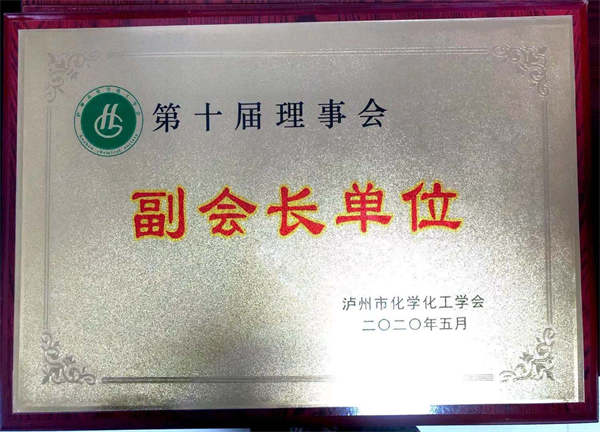 第十届理事会
副会长单位
泸州市化学化工学会
二〇二〇年五月